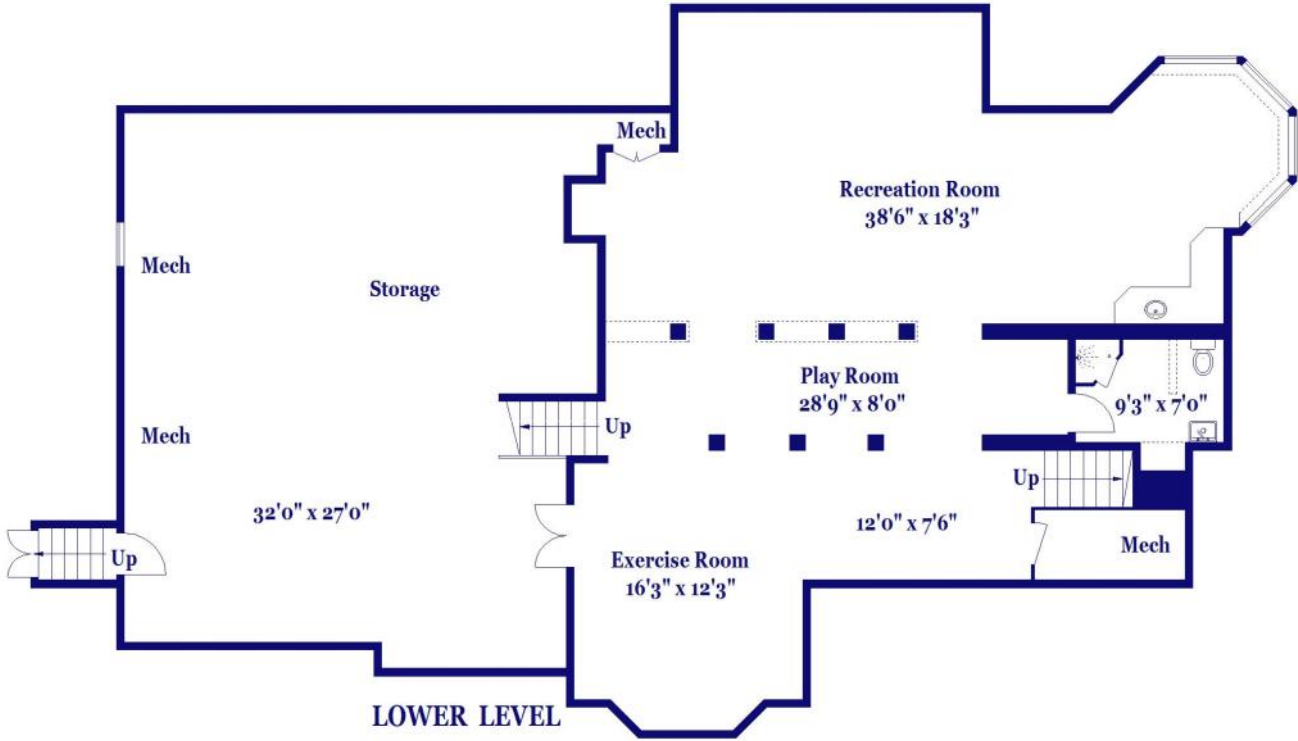 Mech
Recreation Room
38'6" x 18'3"
Mech
Storage
Play Room
28'9" x 8'0"
9'3" x 7'0"
Up
Mech
Up
32'0" x 27'0"
12'0" x 7'6"
Up
Exercise Room
16'3" x 12'3"
Mech
LOWER LEVEL